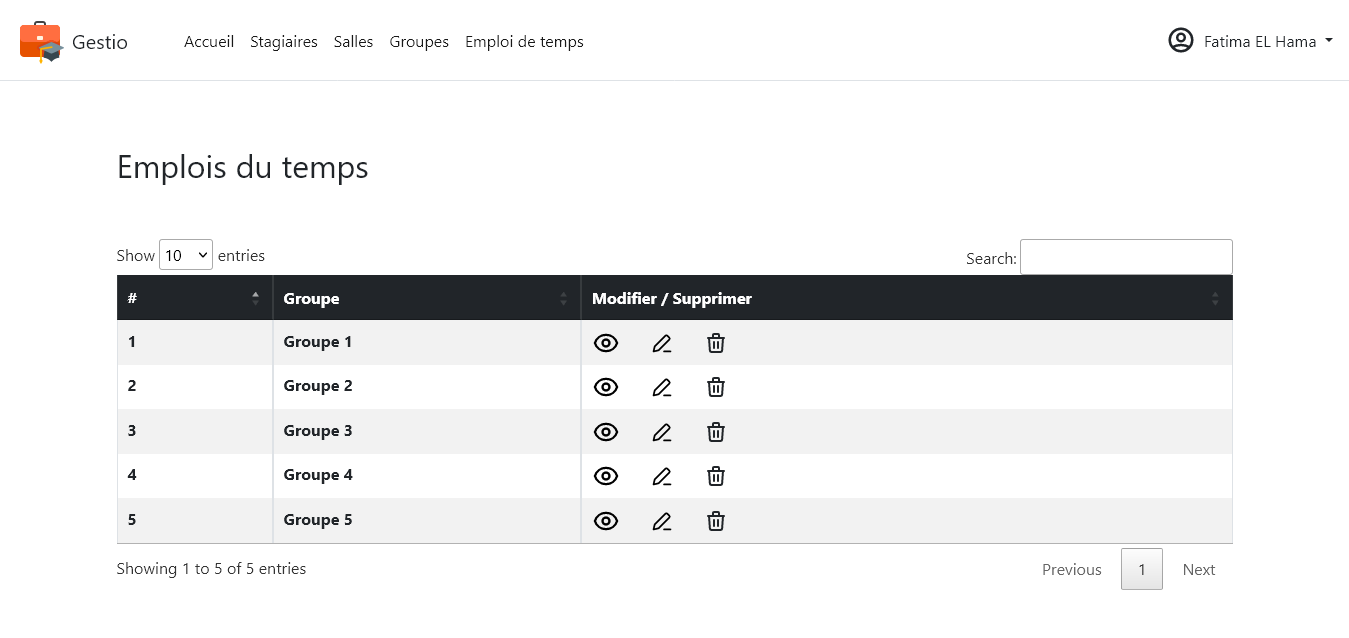 Gestio Accueil Stagiaires Salles Groupes Emploi de temps Fatima EL Hama
Emplois du temps
Show 10 entries Search:
# Groupe Modifier / Supprimer
1 Groupe 1
2 Groupe 2
3 Groupe 3
4 Groupe 4
5 Groupe 5
Showing 1 to 5 of 5 entries Previous 1 Next